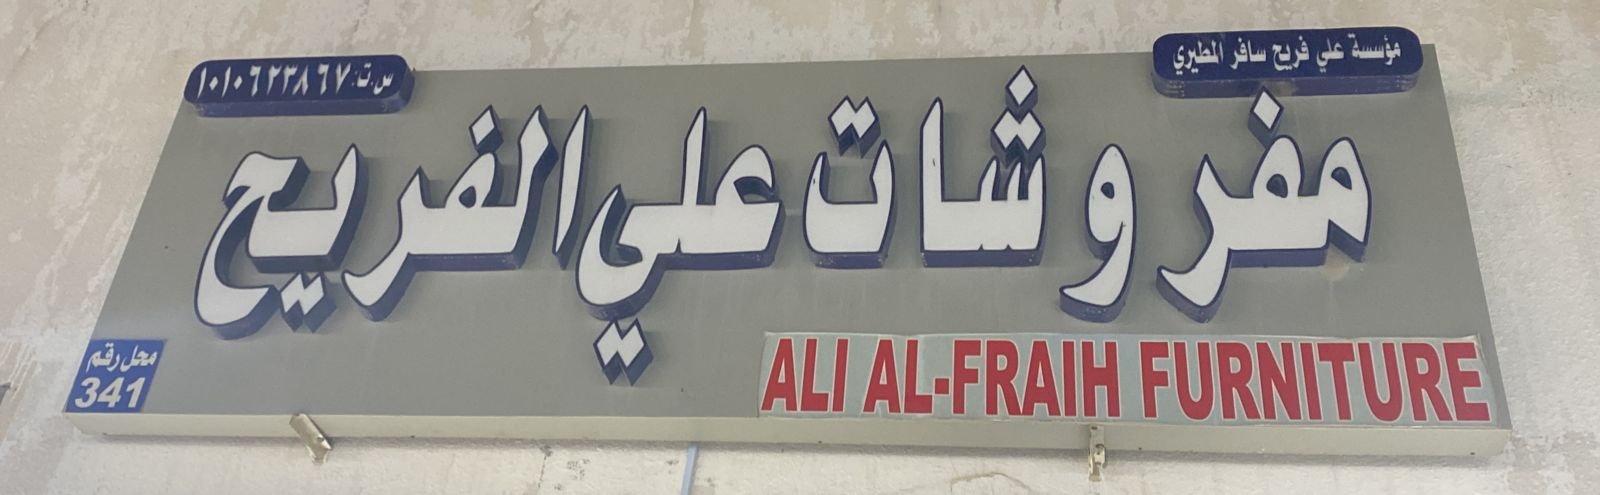 مؤسسة علي فريح سافر المطيري
س.ت: ١٠١٠٦٢٣٨٦٧
مفروشات علي الفريح
ALI AL-FRAIH FURNITURE
محل رقم
341